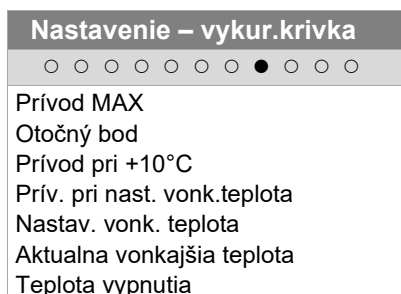 Nastavenie – vykur.krivka
Prívod MAX
Otočný bod
Prívod pri +10°C
Prív. pri nast. vonk.teplota
Nastav. vonk. teplota
Aktualna vonkajšia teplota
Teplota vypnutia